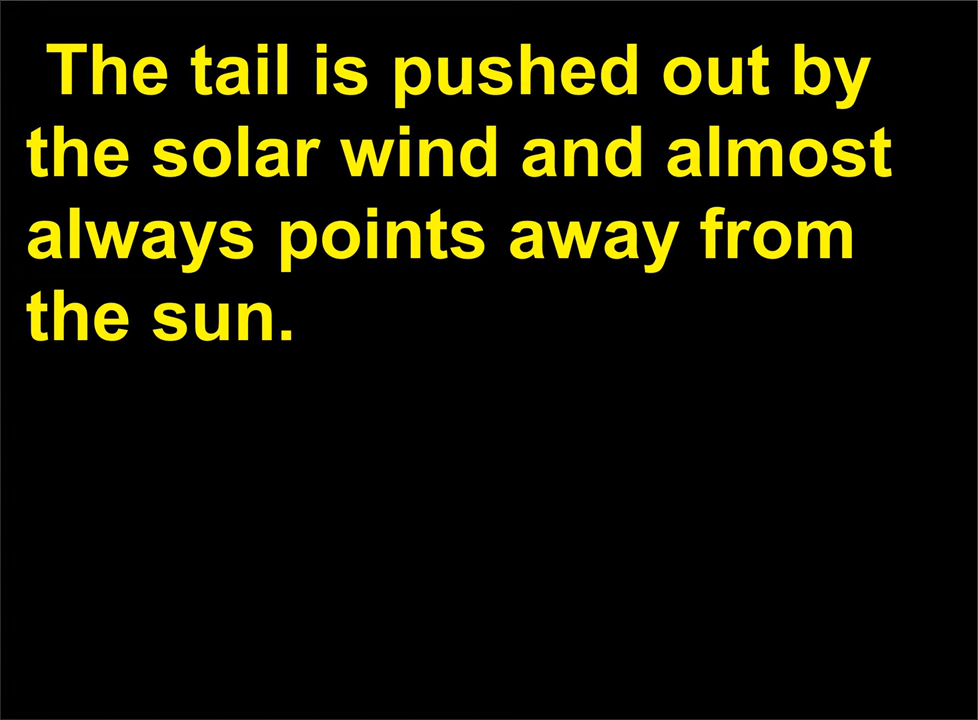 The tail is pushed out by
the solar wind and almost
always points away from
the sun.